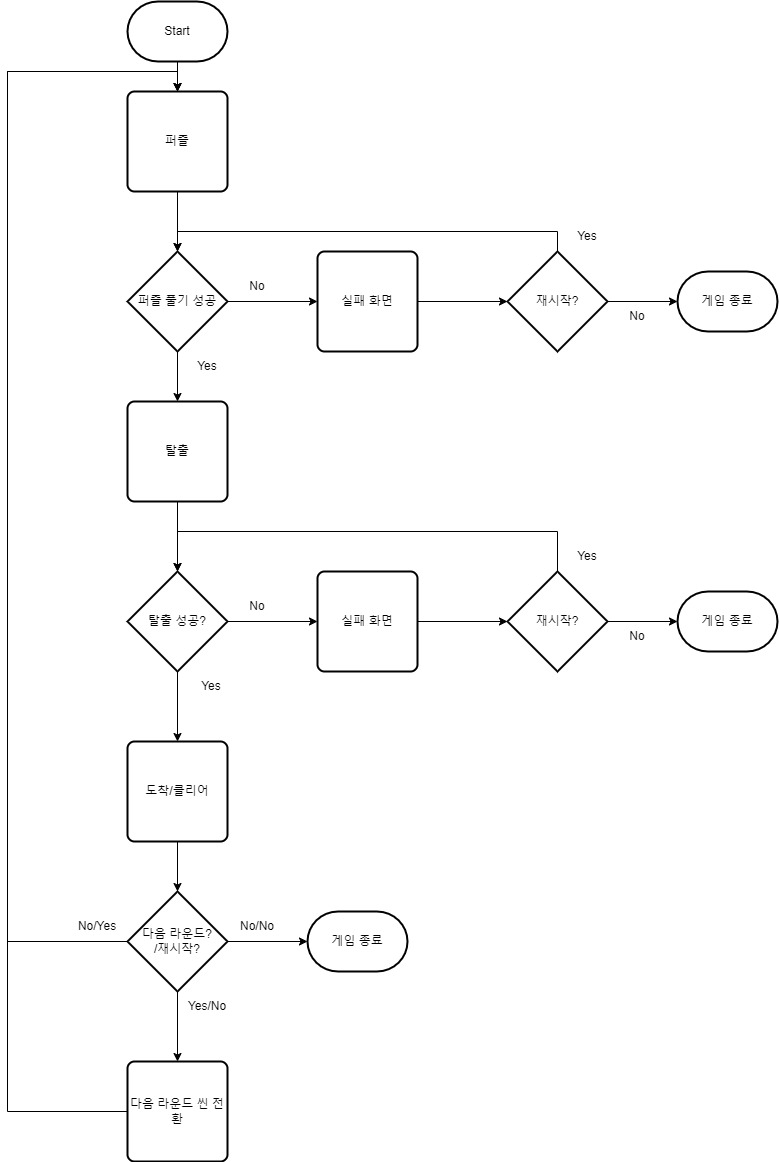 Start
퍼즐
Yes
퍼즐 풀기 성공
No
실패 화면
재시작?
No
게임 종료
Yes
탈출
Yes
탈출 성공?
No
실패 화면
재시작?
No
게임 종료
Yes
도착/클리어
No/Yes
다음 라운드?
/재시작?
No/No
게임 종료
Yes/No
다음 라운드 씬 전
환